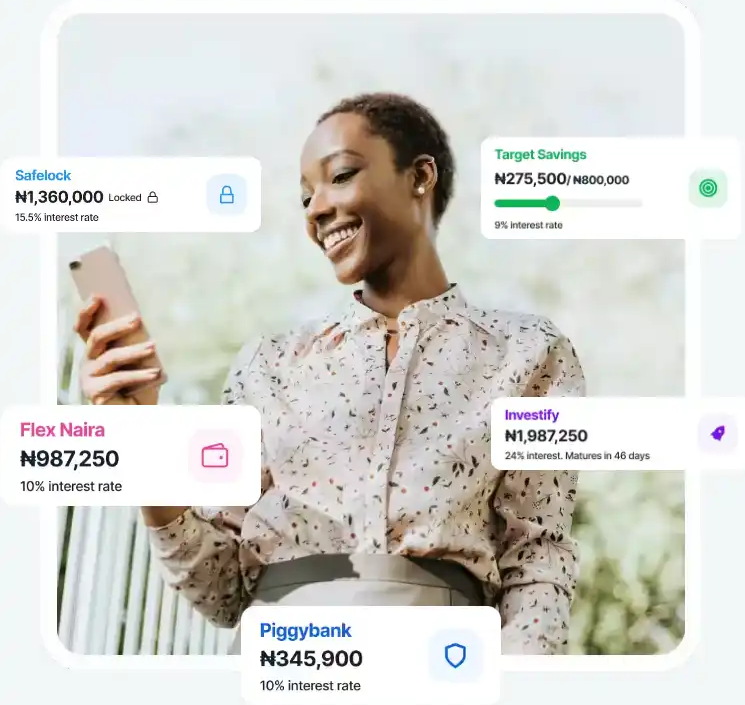 Safelock
₦1,360,000 Locked
15.5% interest rate
Target Savings
₦275,500/ ₦800,000
9% interest rate
Flex Naira
₦987,250
10% interest rate
Investify
₦1,987,250
24% interest. Matures in 46 days
Piggybank
₦345,900
10% interest rate